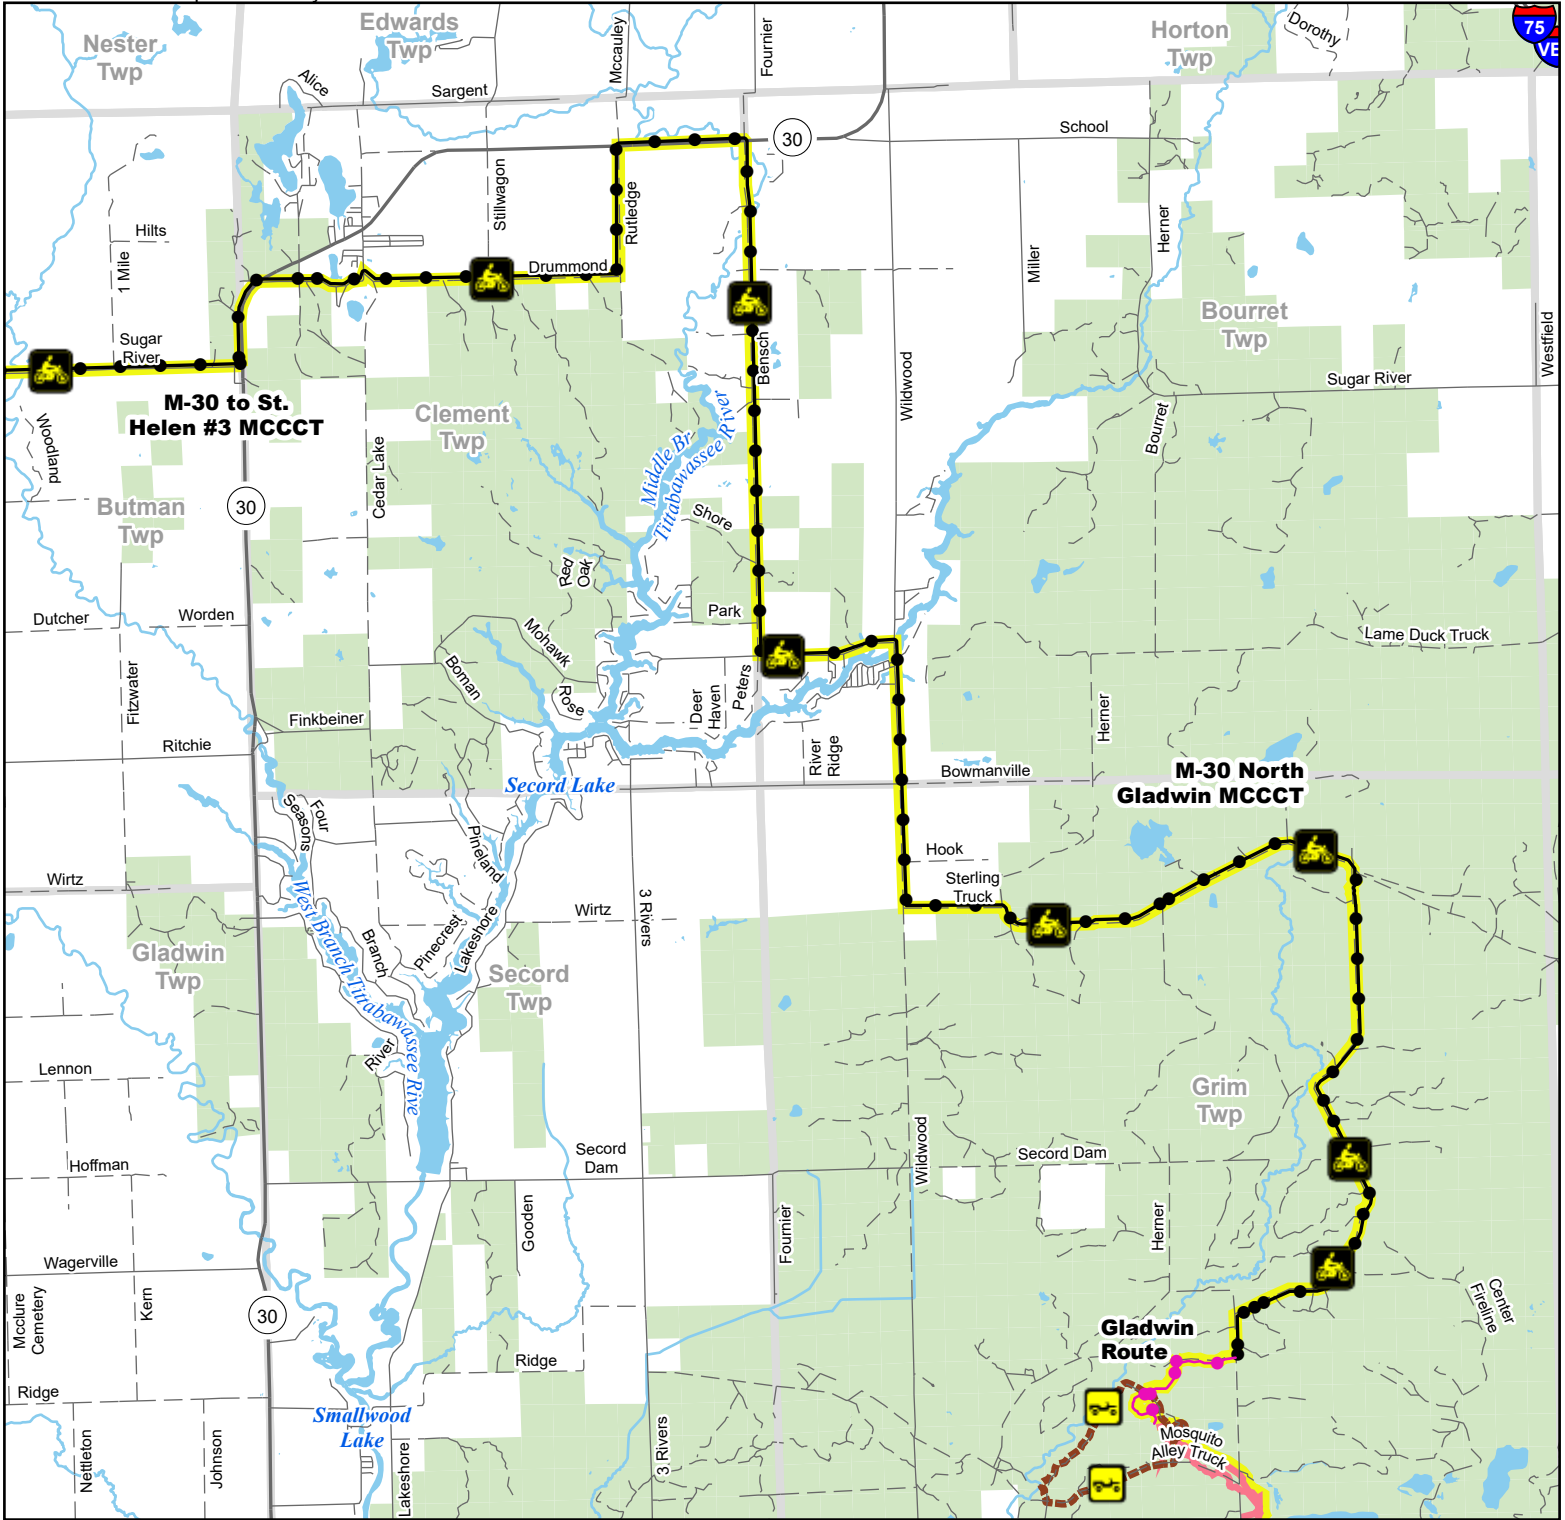 Nester
Twp
Edwards
Twp
Mccauley
Fournier
Horton
Twp
Dorothy
75
VE
Alice
Sargent
30
School
Hilts
1 Mile
Stillwagon
Rutledge
Drummond
Miller
Herner
Bourret
Twp
Westfield
Sugar
River
Bensch
Wildwood
Sugar River
M-30 to St.
Helen #3 MCCCT
Clement
Twp
Woodland
Cedar Lake
Middle Br
Tittabawassee River
Bourret
Butman
Twp
30
Shore
Red
Oak
Dutcher
Worden
Park
Mohawk
Lame Duck Truck
Boman
Rose
Fitzwater
Deer
Haven
Peters
Herner
Finkbeiner
Ritchie
River
Ridge
Bowmanville
Secord Lake
M-30 North
Gladwin MCCCT
Four
Seasons
Pineland
Hook
Sterling
Truck
Wirtz
Wirtz
3 Rivers
West Branch Tittabawassee Rive
Branch
Pinecrest
Lakeshore
Gladwin
Twp
Secord
Twp
River
Lennon
Grim
Twp
Hoffman
Secord
Dam
Wildwood
Secord Dam
Gooden
Fournier
Herner
Wagerville
Mcclure
Cemetery
Kern
30
Center
Fireline
Gladwin
Route
Ridge
Ridge
Smallwood
Lake
Nettleton
Johnson
Lakeshore
3 Rivers
Mosquito
Alley Truck